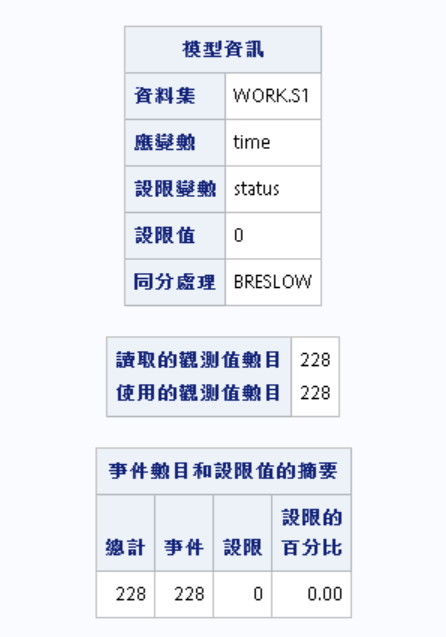 模型資訊
資料集 WORK.S1
應變數 time
設限變數 status
設限值 0
同分處理 BRESLOW
讀取的觀測值數目 228
使用的觀測值數目 228
事件數目和設限值的摘要
總計 事件 設限 設限的
百分比
228 228 0 0.00